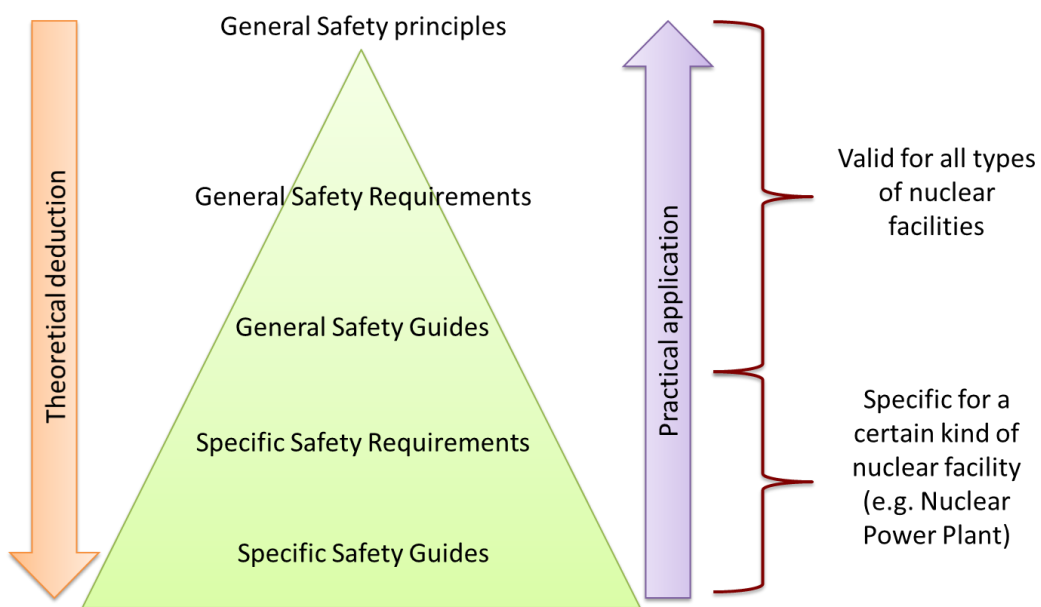 General Safety principles
General Safety Requirements
General Safety Guides
Specific Safety Requirements
Specific Safety Guides
Theoretical deduction
Practical application
Valid for all types
of nuclear
facilities
Specific for a
certain kind of
nuclear facility
(e.g. Nuclear
Power Plant)